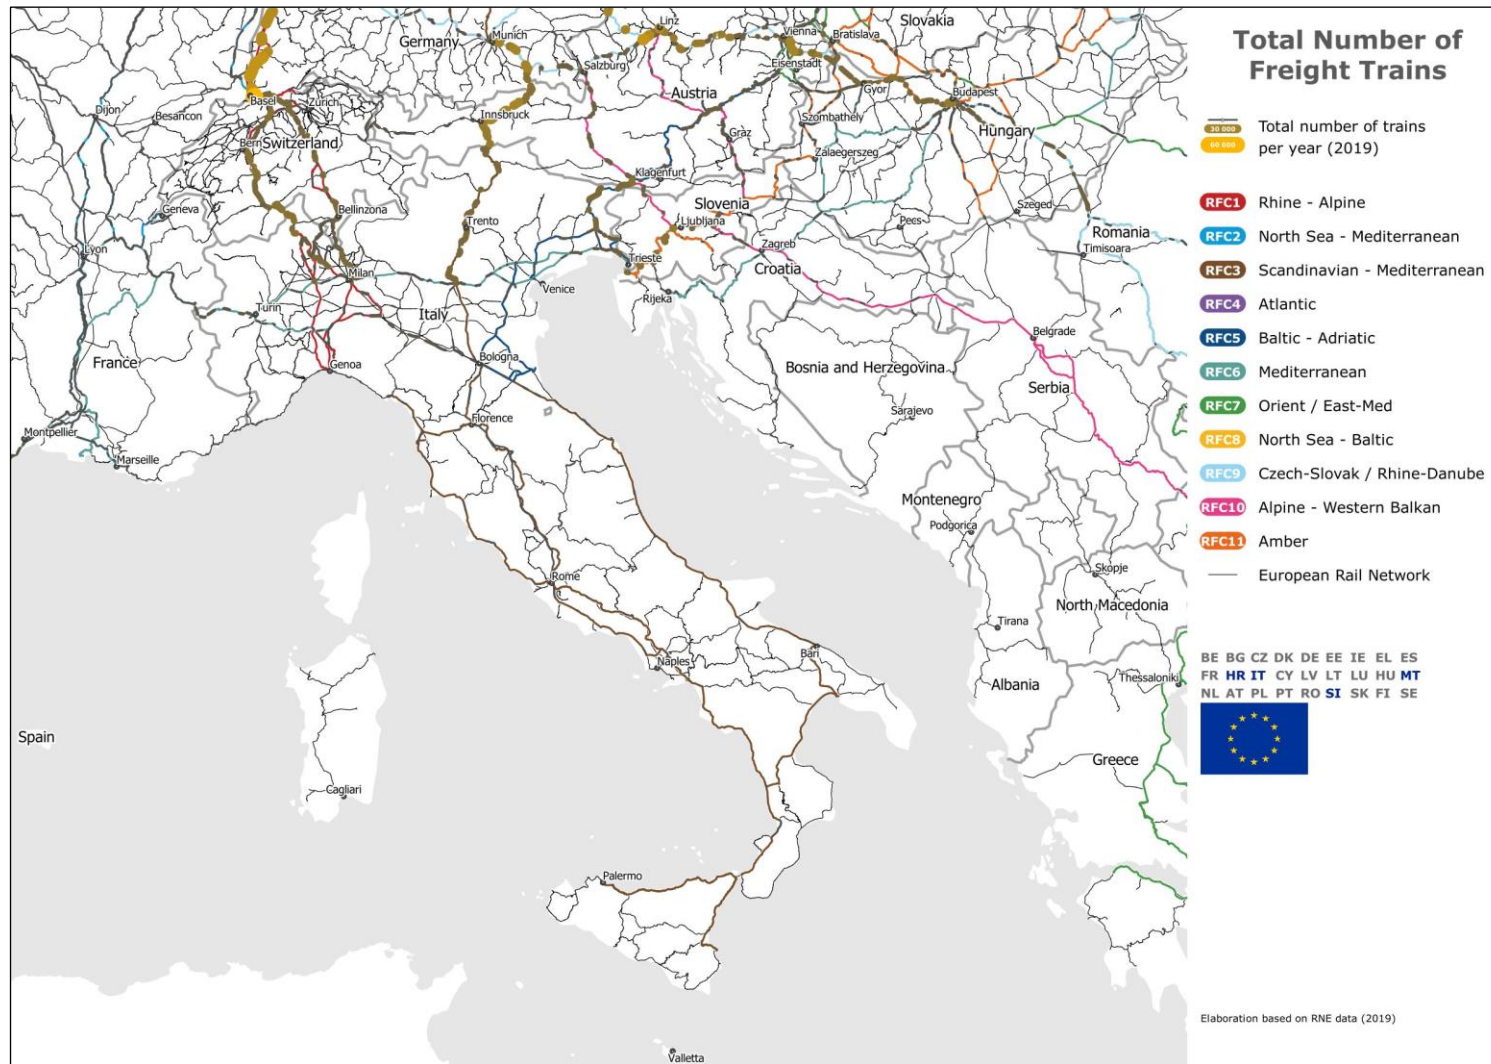 Total Number of
Freight Trains
30 000
60 000
Total number of trains
per year (2019)
RFC1 Rhine - Alpine
RFC2 North Sea - Mediterranean
RFC3 Scandinavian - Mediterranean
RFC4 Atlantic
RFC5 Baltic - Adriatic
RFC6 Mediterranean
RFC7 Orient / East-Med
RFC8 North Sea - Baltic
RFC9 Czech-Slovak / Rhine-Danube
RFC10 Alpine - Western Balkan
RFC11 Amber
European Rail Network
BE BG CZ DK DE EE IE EL ES
FR HR IT CY LV LT LU HU MT
NL AT PL PT RO SI SK FI SE
Elaboration based on RNE data (2019)
Slovakia
Linz
Vienna
Bratislava
Germany
Munich
Salzburg
Eisenstadt
Gyor
Budapest
Austria
Dijon
Besancon
Basel
Zürich
Bern
Switzerland
Innsbruck
Graz
Szombathely
Hungary
Zalaegerszeg
Klagenfurt
Geneva
Bellinzona
Trento
Slovenia
Ljubljana
Pecs
Szeged
Romania
Timisoara
Lyon
Milan
Trieste
Zagreb
Croatia
Venice
Rijeka
Turin
Italy
Belgrade
France
Genoa
Bologna
Bosnia and Herzegovina
Serbia
Sarajevo
Florence
Montpellier
Marseille
Montenegro
Podgorica
Skopje
Rome
North Macedonia
Tirana
Naples
Bari
Albania
Thessaloniki
Spain
Greece
Cagliari
Palermo
Valletta